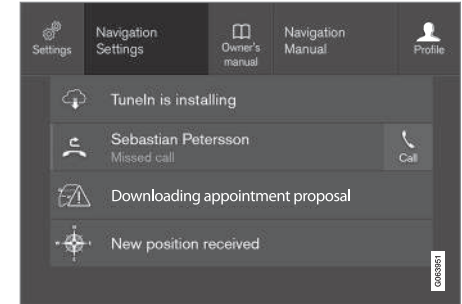 Settings
Navigation
Settings
Owner's
manual
Navigation
Manual
Profile
TuneIn is installing
Sebastian Petersson
Missed call
Call
Downloading appointment proposal
New position received
G063951